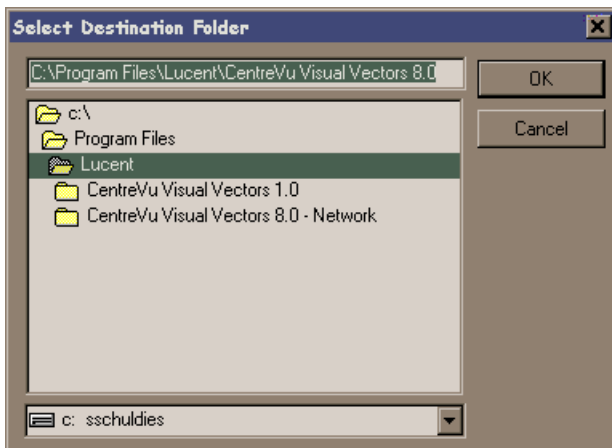 Select Destination Folder
C:\Program Files\Lucent\CentreVu Visual Vectors 8.0
OK
c:\
Program Files
Cancel
Lucent
CentreVu Visual Vectors 1.0
CentreVu Visual Vectors 8.0 - Network
c: sschuldies